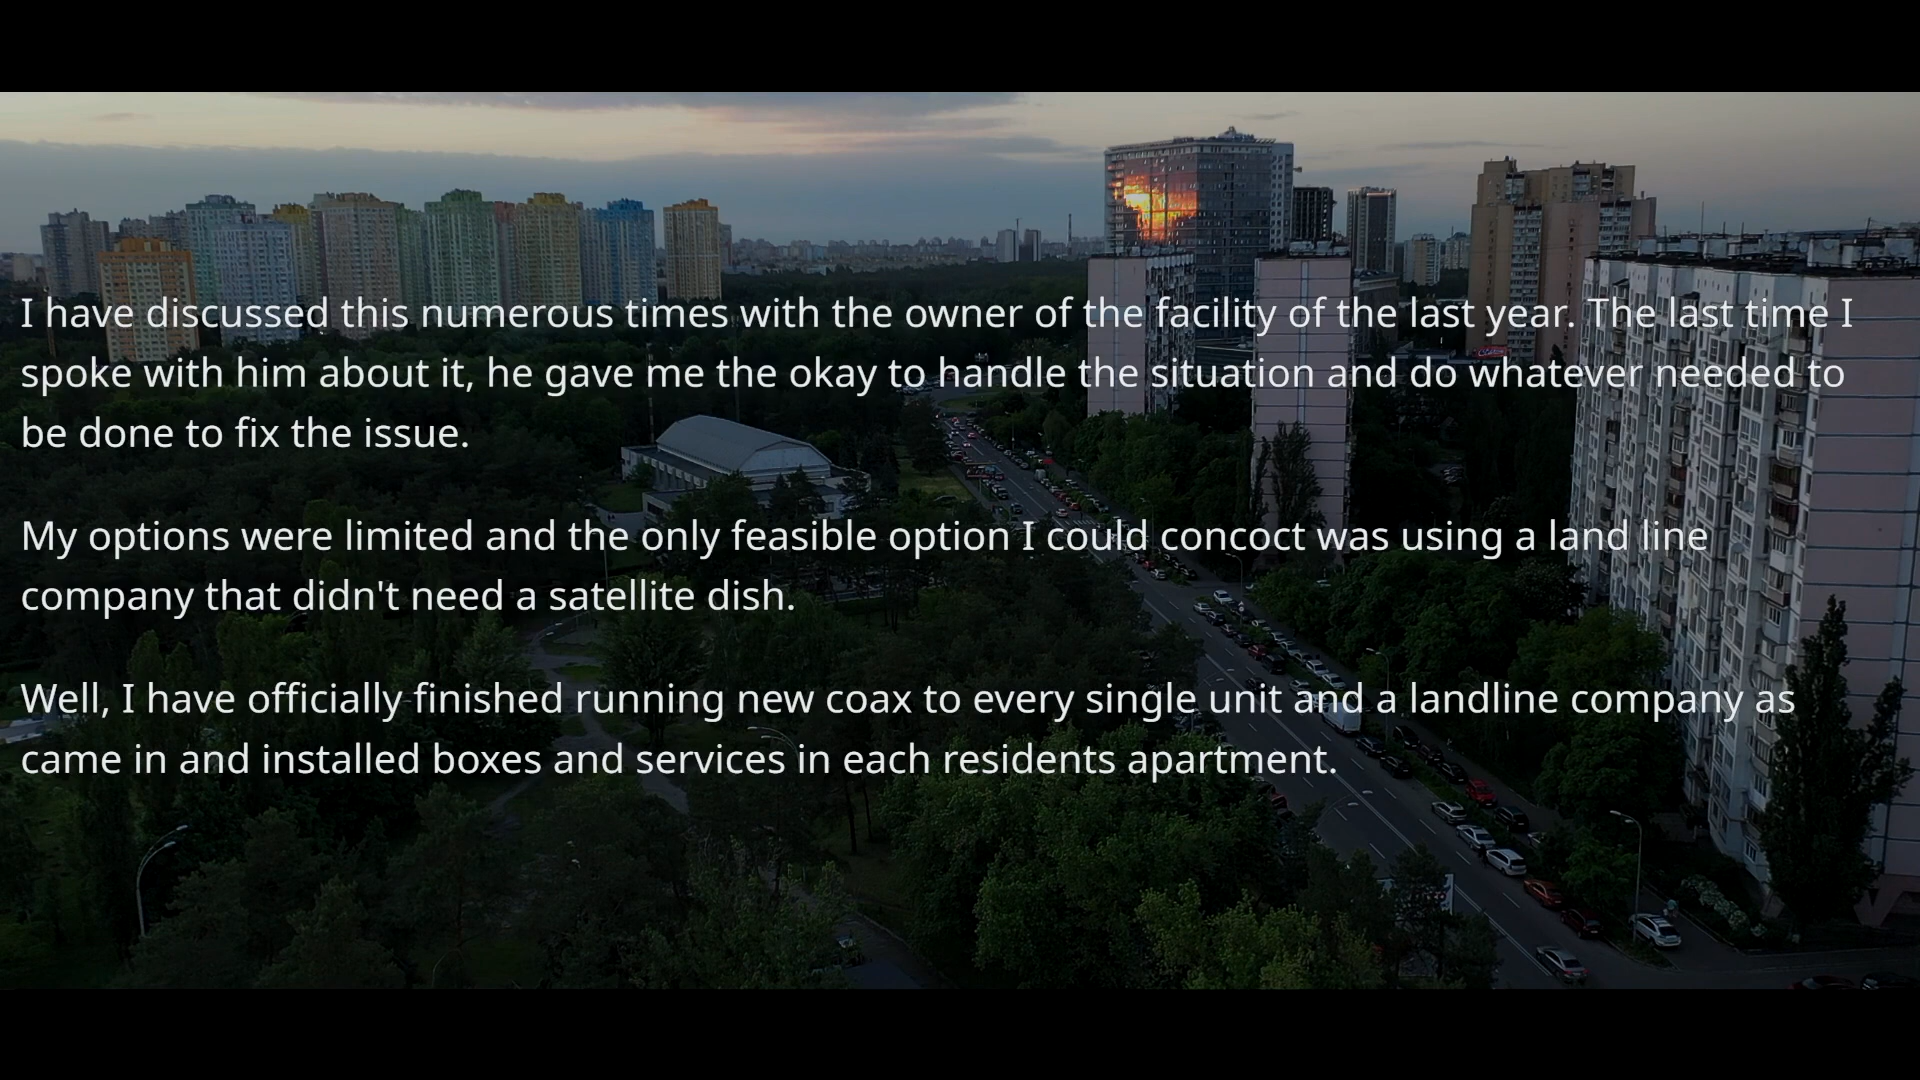 I have discussed this numerous times with the owner of the facility of the last year. The last time I
spoke with him about it, he gave me the okay to handle the situation and do whatever needed to
be done to fix the issue.
My options were limited and the only feasible option I could concoct was using a land line
company that didn't need a satellite dish.
Well, I have officially finished running new coax to every single unit and a landline company as
came in and installed boxes and services in each residents apartment.